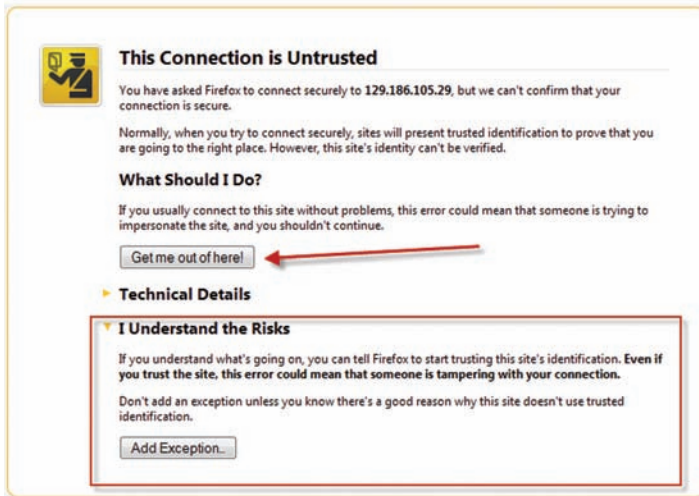 This Connection is Untrusted
You have asked Firefox to connect securely to 129.186.105.29, but we can't confirm that your
connection is secure.
Normally, when you try to connect securely, sites will present trusted identification to prove that you
are going to the right place. However, this site's identity can't be verified.
What Should I Do?
If you usually connect to this site without problems, this error could mean that someone is trying to
impersonate the site, and you shouldn't continue.
Get me out of here!
Technical Details
I Understand the Risks
If you understand what's going on, you can tell Firefox to start trusting this site's identification. Even if
you trust the site, this error could mean that someone is tampering with your connection.
Don't add an exception unless you know there's a good reason why this site doesn't use trusted
identification.
Add Exception..